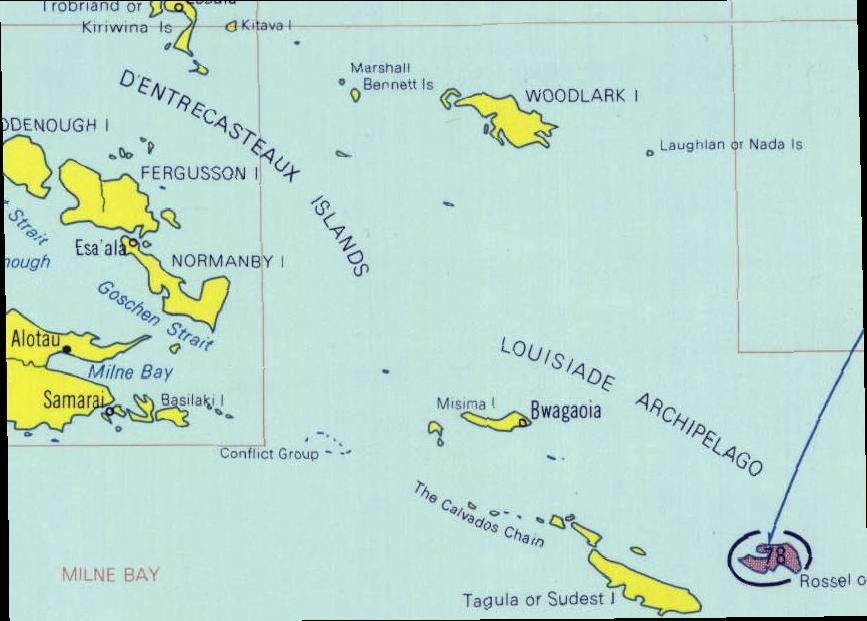 Trobriand or
Kiriwina Is
Kitava I
Marshall
Bennett Is
WOODLARK I
D'ENTRECASTEAUX ISLANDS
Laughlan or Nada Is
FERGUSSON I
Strait
Esa'ala
NORMANBY I
Goschen Strait
Alotau
Milne Bay
Samarai
Basilaki I
LOUISIADE ARCHIPELAGO
Misima I
Bwagaoia
Conflict Group
The Calvados Chain
78
MILNE BAY
Rossel
Tagula or Sudest I